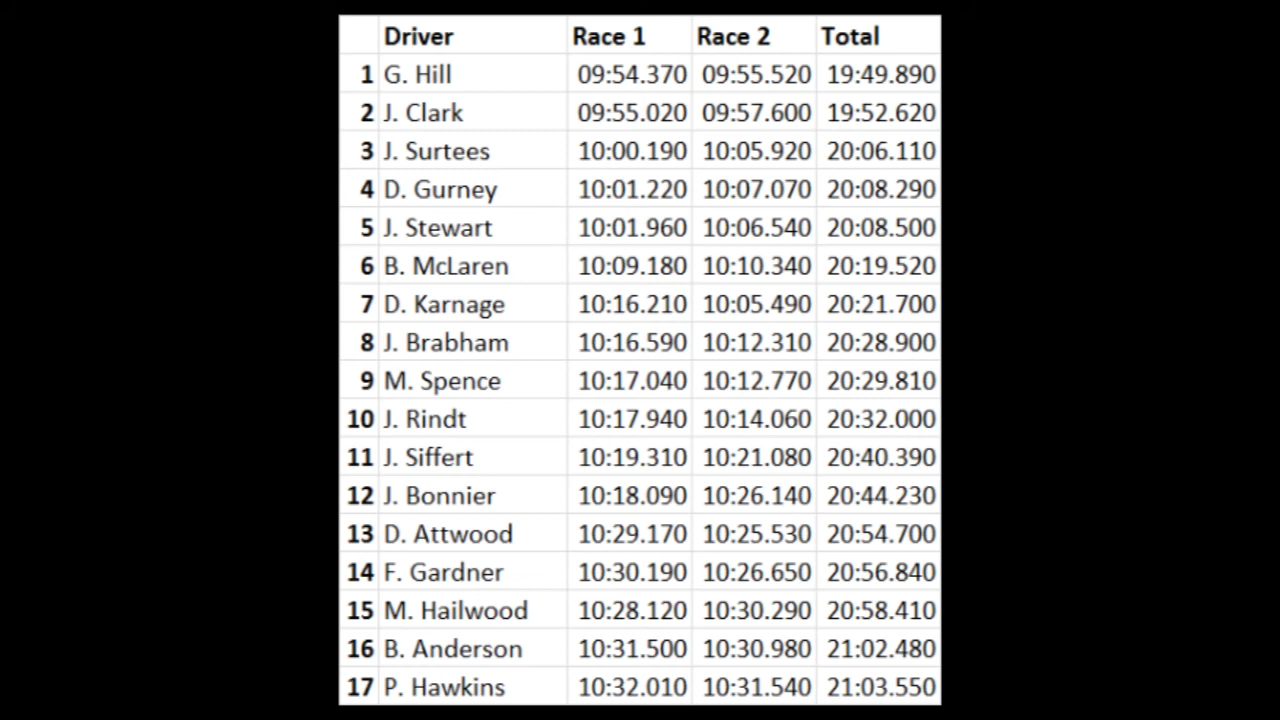 Driver Race 1 Race 2 Total
1 G. Hill 09:54.370 09:55.520 19:49.890
2 J. Clark 09:55.020 09:57.600 19:52.620
3 J. Surtees 10:00.190 10:05.920 20:06.110
4 D. Gurney 10:01.220 10:07.070 20:08.290
5 J. Stewart 10:01.960 10:06.540 20:08.500
6 B. McLaren 10:09.180 10:10.340 20:19.520
7 D. Karnage 10:16.210 10:05.490 20:21.700
8 J. Brabham 10:16.590 10:12.310 20:28.900
9 M. Spence 10:17.040 10:12.770 20:29.810
10 J. Rindt 10:17.940 10:14.060 20:32.000
11 J. Siffert 10:19.310 10:21.080 20:40.390
12 J. Bonnier 10:18.090 10:26.140 20:44.230
13 D. Attwood 10:29.170 10:25.530 20:54.700
14 F. Gardner 10:30.190 10:26.650 20:56.840
15 M. Hailwood 10:28.120 10:30.290 20:58.410
16 B. Anderson 10:31.500 10:30.980 21:02.480
17 P. Hawkins 10:32.010 10:31.540 21:03.550